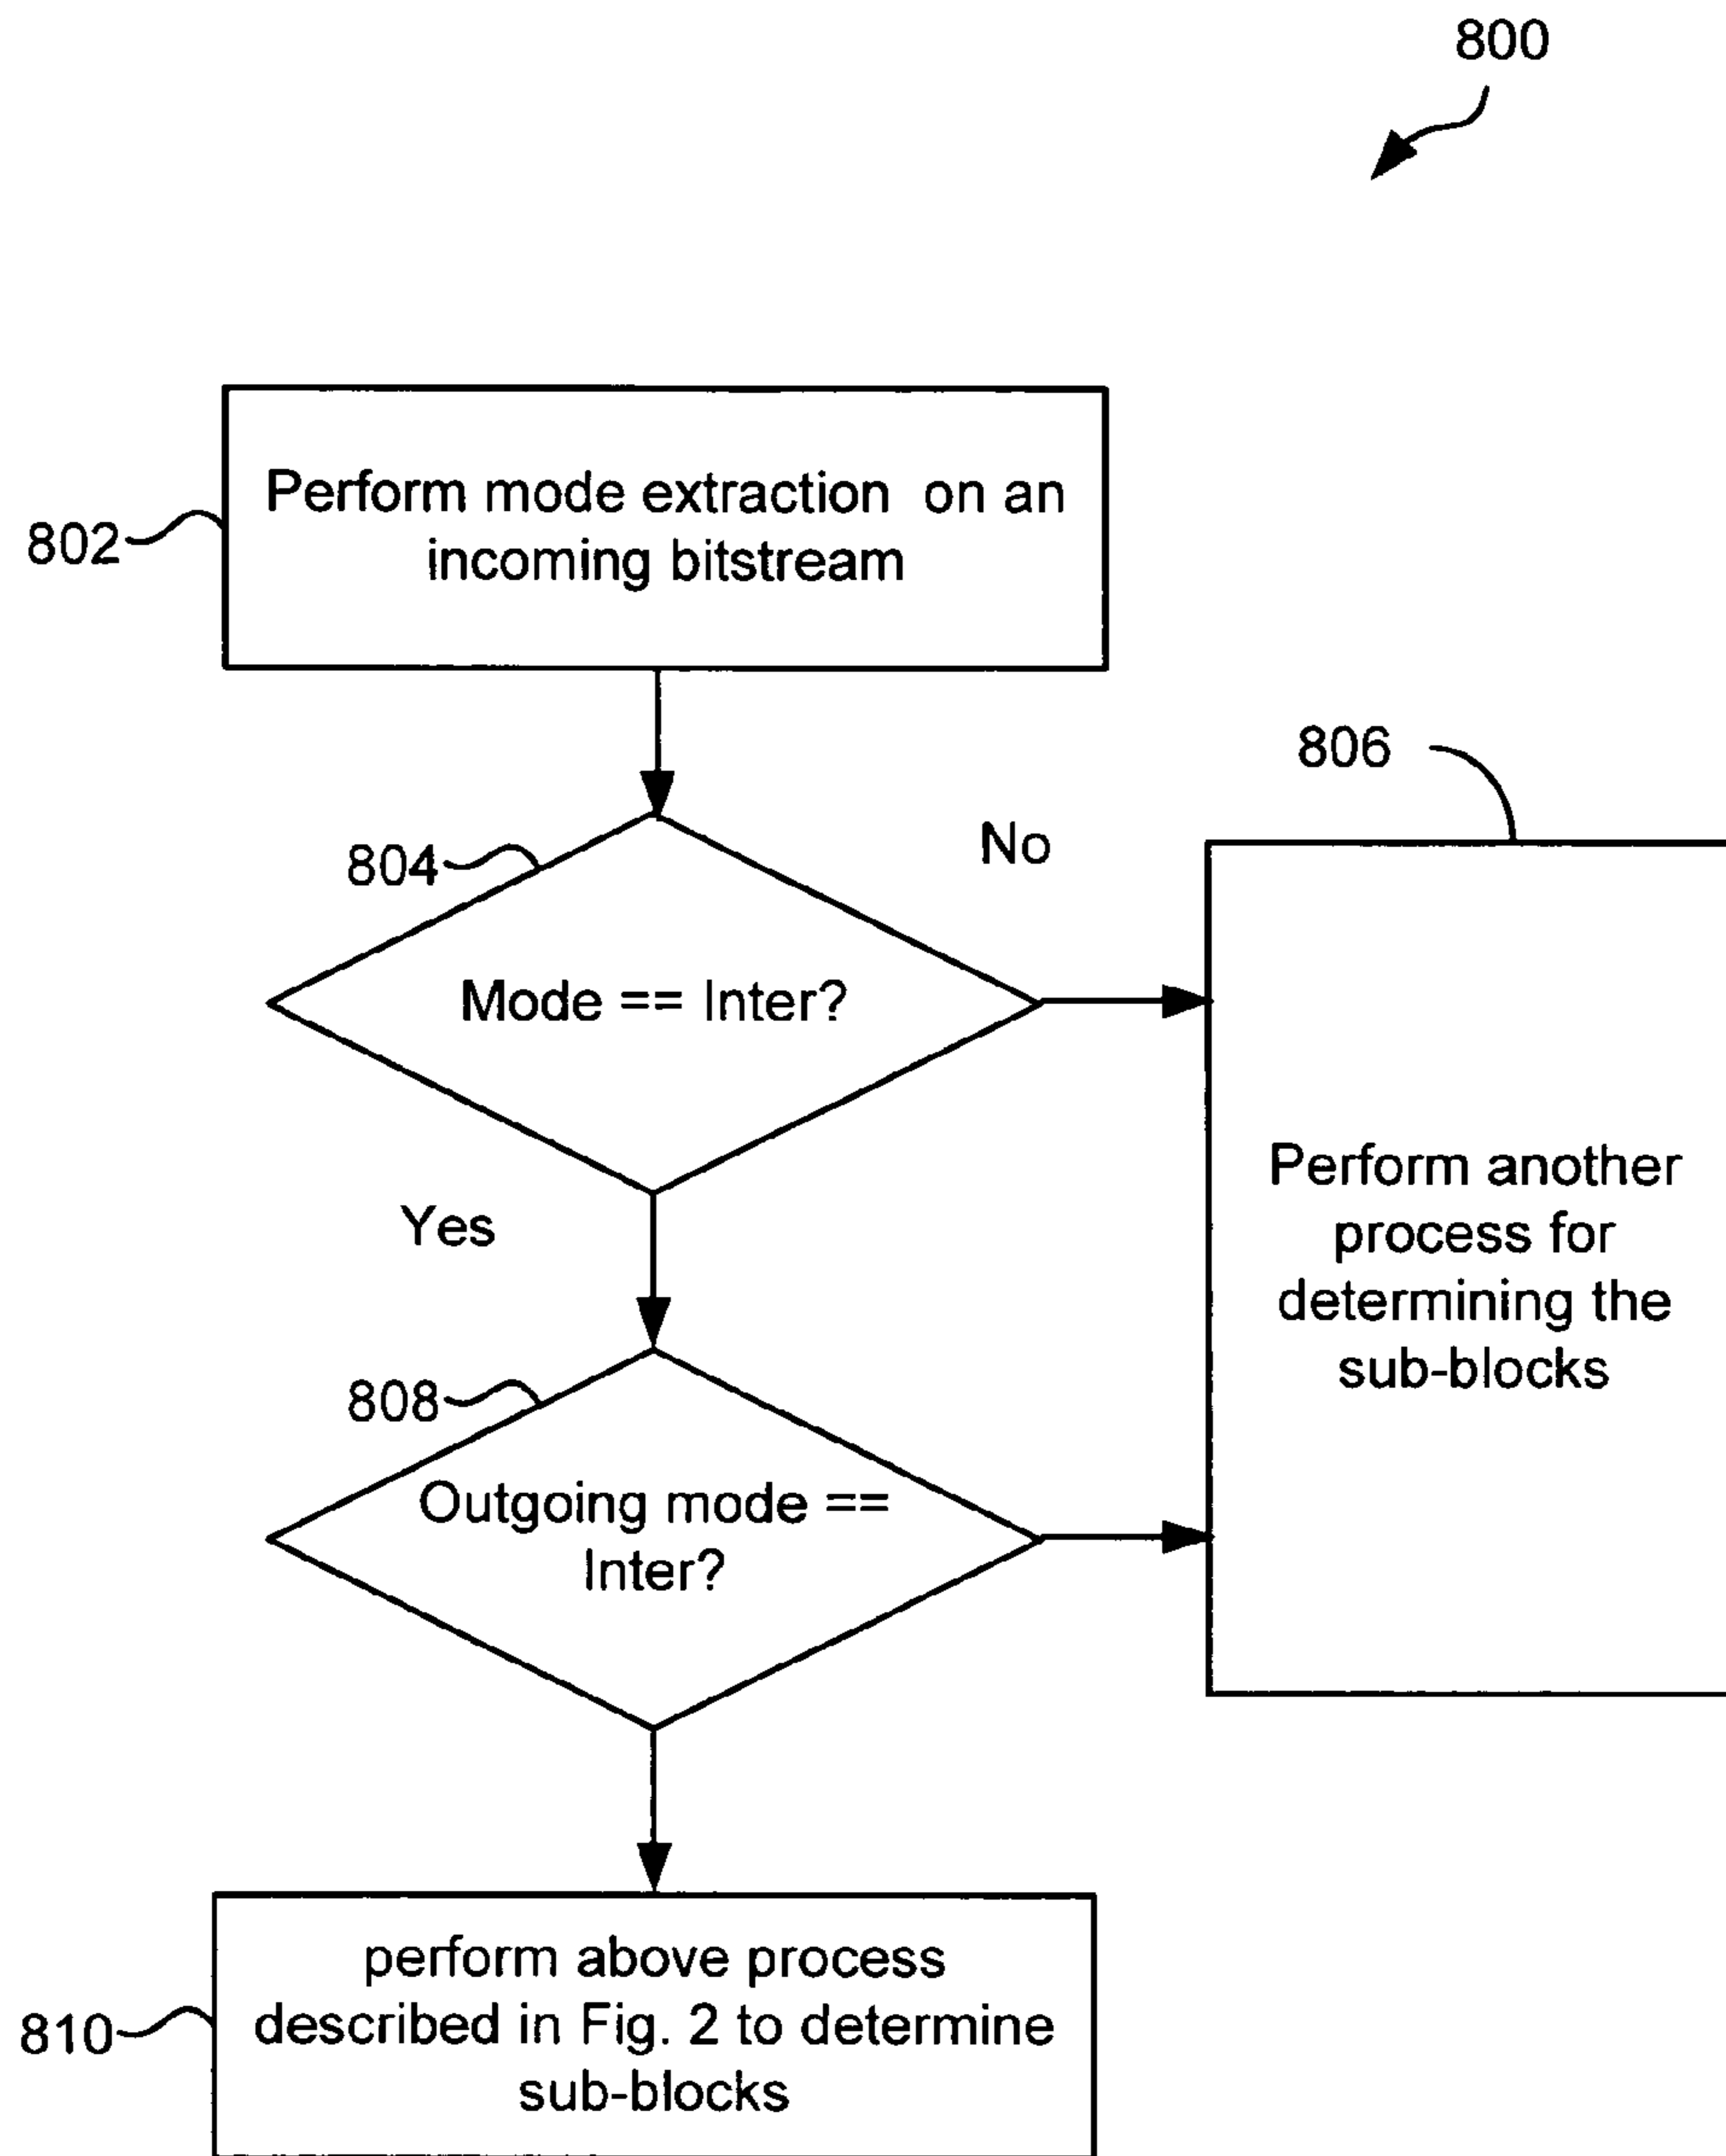 800
Perform mode extraction on an
incoming bitstream
802
806
No
804
Mode == Inter?
Perform another
process for
determining the
sub-blocks
Yes
808
Outgoing mode ==
Inter?
perform above process
described in Fig. 2 to determine
sub-blocks
810